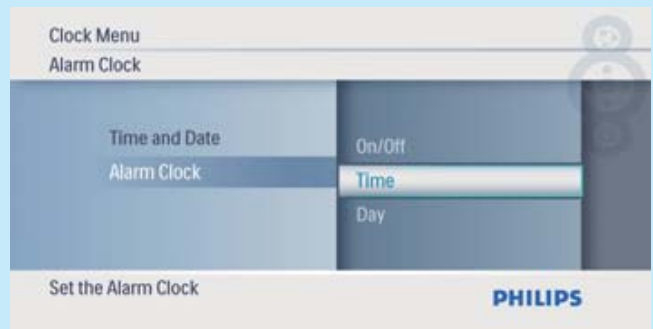 Clock Menu
Alarm Clock
Time and Date
Alarm Clock
On/Off
Time
Day
Set the Alarm Clock
PHILIPS